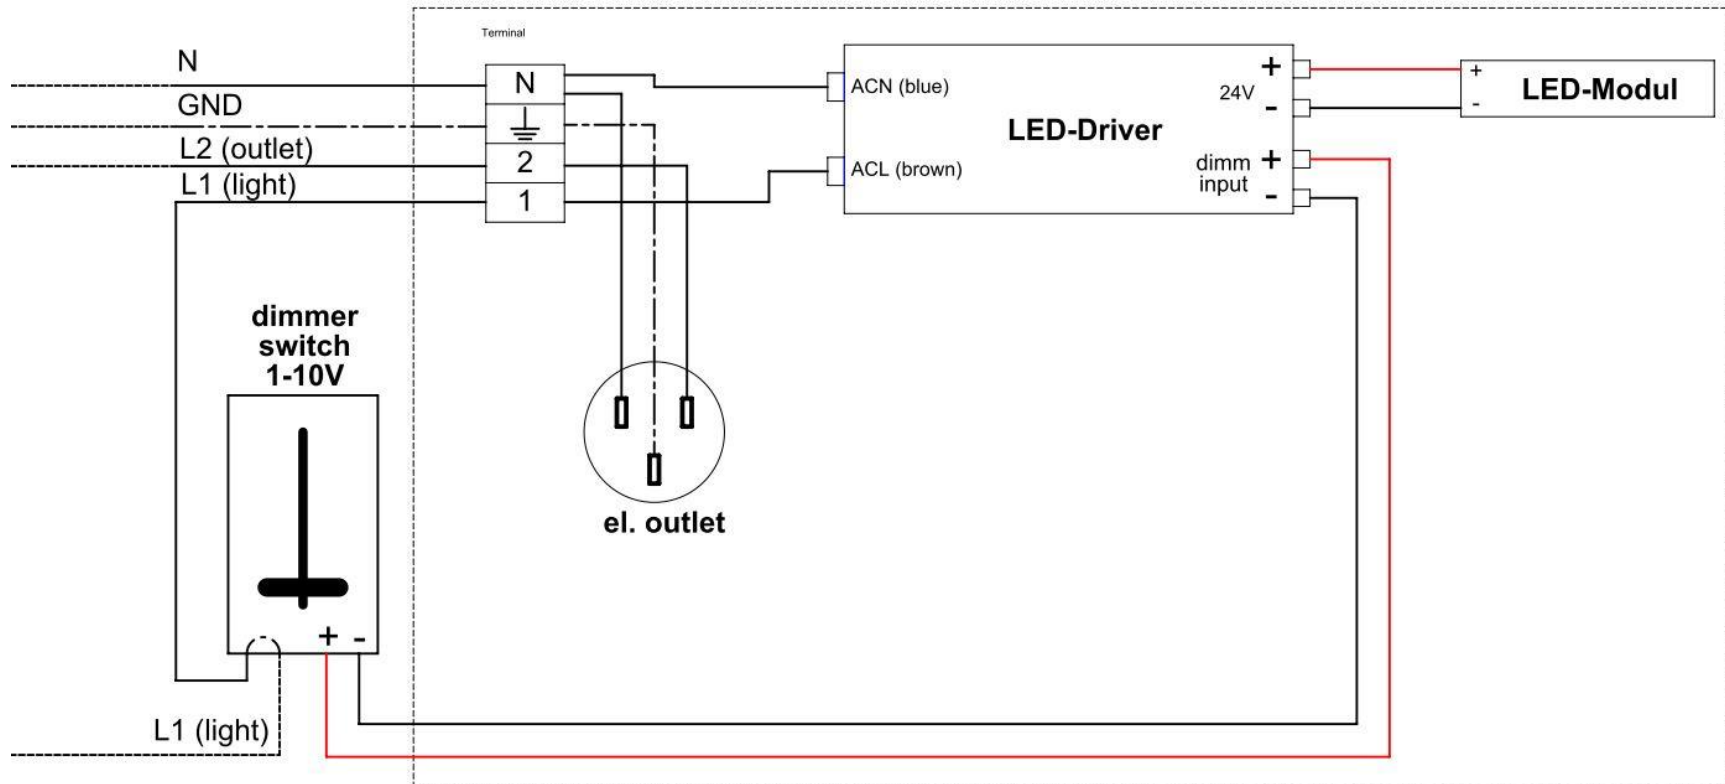 Terminal
N
GND
L2 (outlet)
L1 (light)
N
2
1
ACN (blue)
ACL (brown)
LED-Driver
+
24V
-
dimm
input
+
-
+
-
LED-Modul
dimmer
switch
1-10V
+ -
el. outlet
L1 (light)